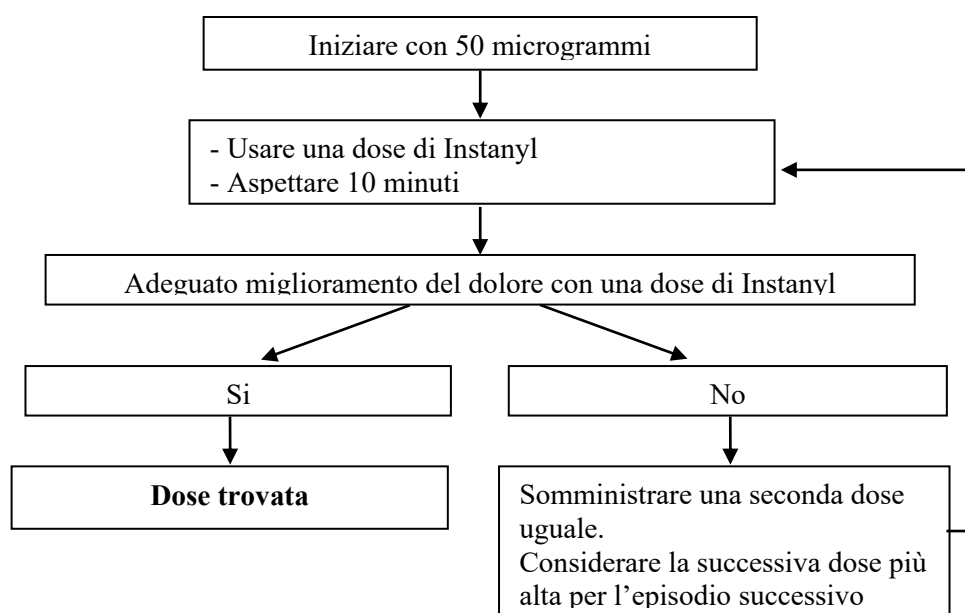 Iniziare con 50 microgrammi
- Usare una dose di Instanyl
- Aspettare 10 minuti
Adeguato miglioramento del dolore con una dose di Instanyl
Si
No
Dose trovata
Somministrare una seconda dose
uguale.
Considerare la successiva dose più
alta per l’episodio successivo